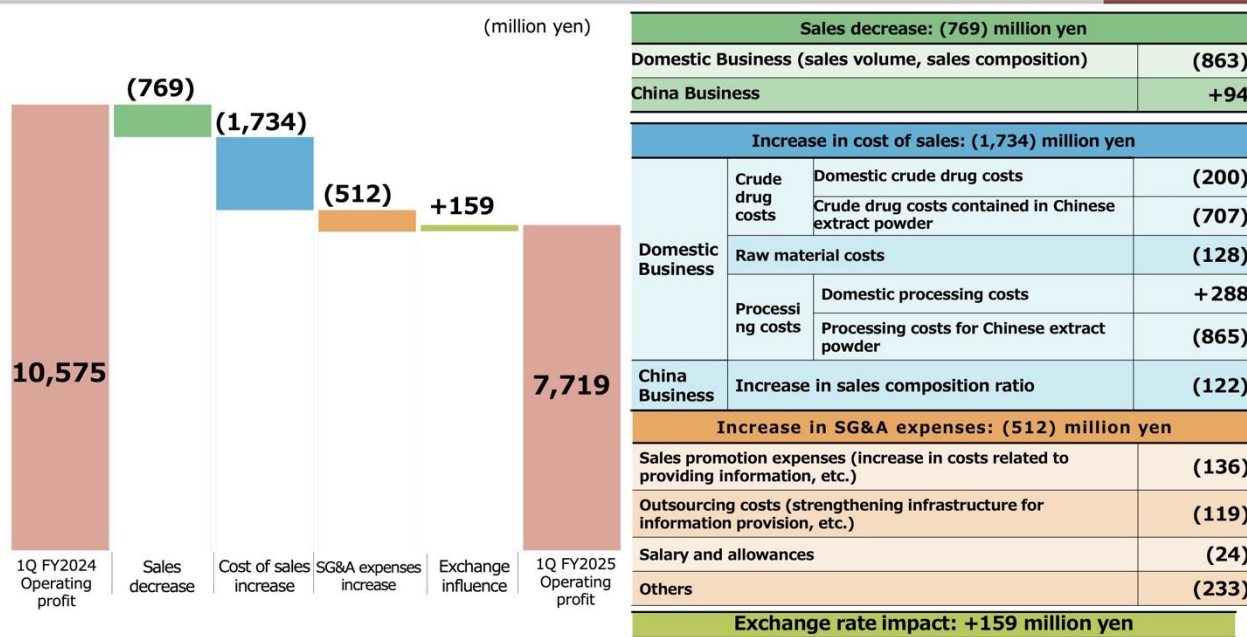 (million yen)
(769)
(1,734)
(512)
+159
10,575
7,719
1Q FY2024
Operating
profit
Sales
decrease
Cost of sales
increase
SG&A expenses
increase
Exchange
influence
1Q FY2025
Operating
profit
Sales decrease: (769) million yen
Domestic Business (sales volume, sales composition) (863)
China Business +94
Increase in cost of sales: (1,734) million yen
Domestic
Business
Crude
drug
costs
Domestic crude drug costs (200)
Crude drug costs contained in Chinese
extract powder (707)
Raw material costs (128)
Processi
ng costs
Domestic processing costs +288
Processing costs for Chinese extract
powder (865)
China
Business
Increase in sales composition ratio (122)
Increase in SG&A expenses: (512) million yen
Sales promotion expenses (increase in costs related to
providing information, etc.) (136)
Outsourcing costs (strengthening infrastructure for
information provision, etc.) (119)
Salary and allowances (24)
Others (233)
Exchange rate impact: +159 million yen